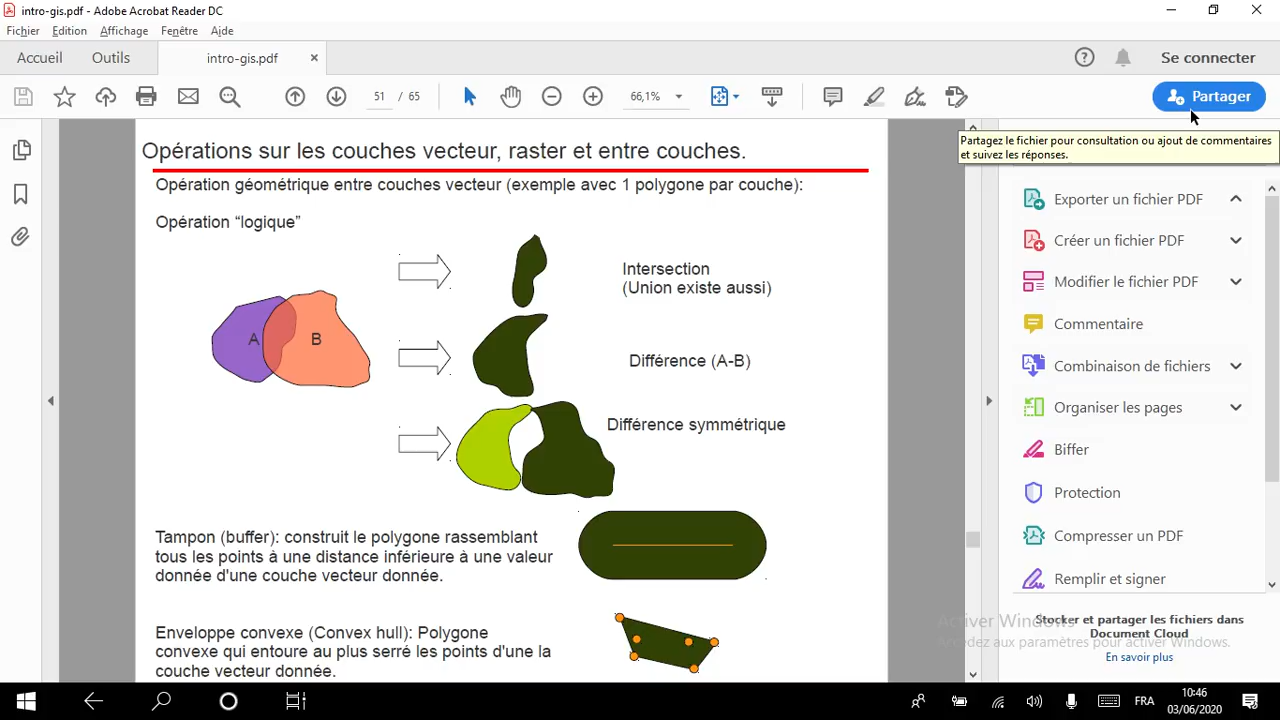 intro-gis.pdf - Adobe Acrobat Reader DC
Fichier Edition Affichage Fenêtre Aide
Accueil Outils intro-gis.pdf × Se connecter
51 / 65 66,1% Partager
Partagez le fichier pour consultation ou ajout de commentaires
et suivez les réponses.
Opérations sur les couches vecteur, raster et entre couches.
Opération géométrique entre couches vecteur (exemple avec 1 polygone par couche):
Opération “logique”
Intersection
(Union existe aussi)
A B
Différence (A-B)
Différence symétrique
Tampon (buffer): construit le polygone rassemblant
tous les points à une distance inférieure à une valeur
donnée d'une couche vecteur donnée.
Enveloppe convexe (Convex hull): Polygone
convexe qui entoure au plus serré les points d'une la
couche vecteur donnée.
Exporter un fichier PDF
Créer un fichier PDF
Modifier le fichier PDF
Commentaire
Combinaison de fichiers
Organiser les pages
Biffer
Protection
Compresser un PDF
Remplir et signer
Activer Windows
Accédez aux paramètres pour activer Windows.
Stocker et partager les fichiers dans
Document Cloud
En savoir plus
FRA
10:46
03/06/2020